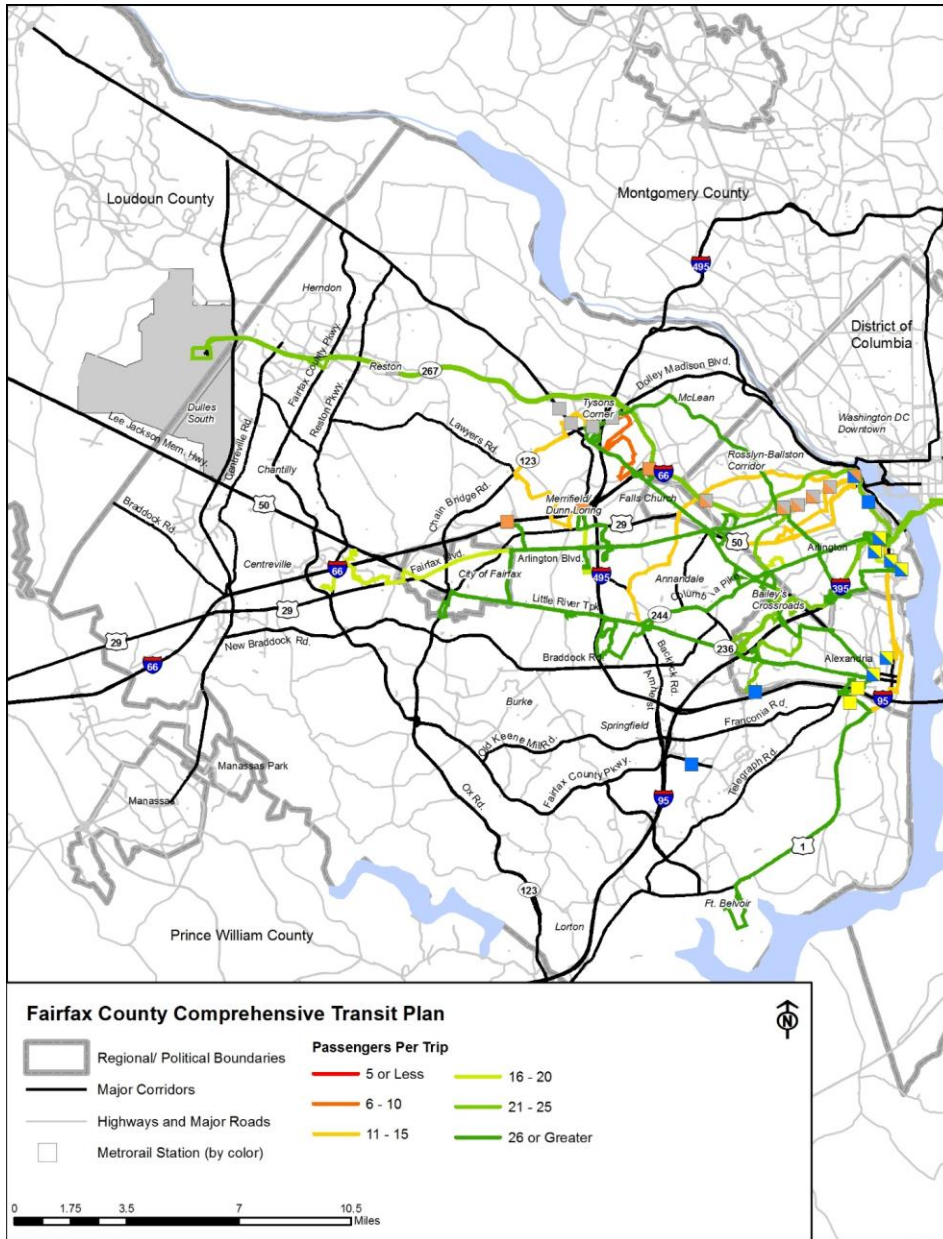 Montgomery County
Loudoun County
495
Herndon
Fairfax County Pkwy.
Reston Pkwy.
District of
Columbia
Reston
267
Dolley Madison Blvd.
McLean
Tysons
Corner
Dulles
South
Lee Jackson Mem. Hwy.
Centreville Rd.
Washington DC
Downtown
Lawyers Rd.
123
Rosslyn-Ballston
Corridor
Chantilly
Chain Bridge Rd.
66
Falls Church
Merrifield/
Dunn Loring
Braddock Rd.
50
29
50
Arlington
Centreville
66
Fairfax Blvd.
Arlington Blvd.
City of Fairfax
495
Annandale
Columbia Pike
395
Bailey's
Crossroads
29
Little River Tpk.
244
29
New Braddock Rd.
236
66
Braddock Rd.
Backlick Rd.
Amherst
Alexandria
95
Burke
Springfield
Franconia Rd.
Old Keene Mill Rd.
Fairfax County Pkwy.
Telegraph Rd.
Manassas Park
Manassas
Ox Rd.
95
1
123
Ft. Belvoir
Lorton
Prince William County
Fairfax County Comprehensive Transit Plan
N
Regional/ Political Boundaries
Major Corridors
Highways and Major Roads
Metrorail Station (by color)
Passengers Per Trip
5 or Less
6 - 10
11 - 15
16 - 20
21 - 25
26 or Greater
0 1.75 3.5 7 10.5
Miles